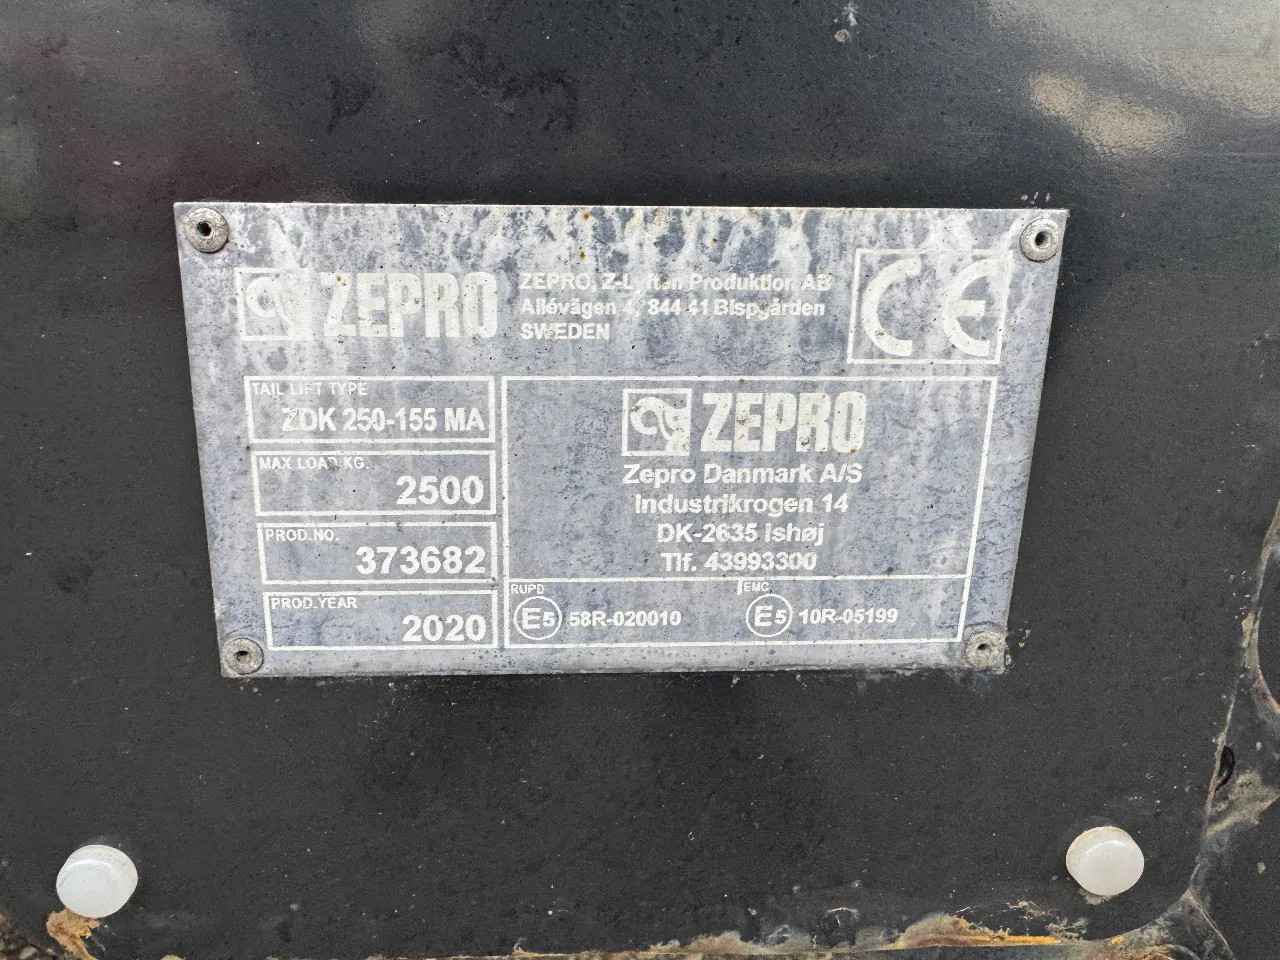 ZEPRO
ZEPRO, Z-Lyften Produktion AB
Allévägen 4, 844 41 Bispgården
SWEDEN
CE
TAIL LIFT TYPE
ZDK 250-155 MA
MAX LOAD KG.
2500
PROD.NO.
373682
PROD.YEAR
2020
ZEPRO
Zepro Danmark A/S
Industrikrogen 14
DK-2635 Ishøj
Tlf. 43993300
RUPD
E5 58R-020010
EMC
E5 10R-05199